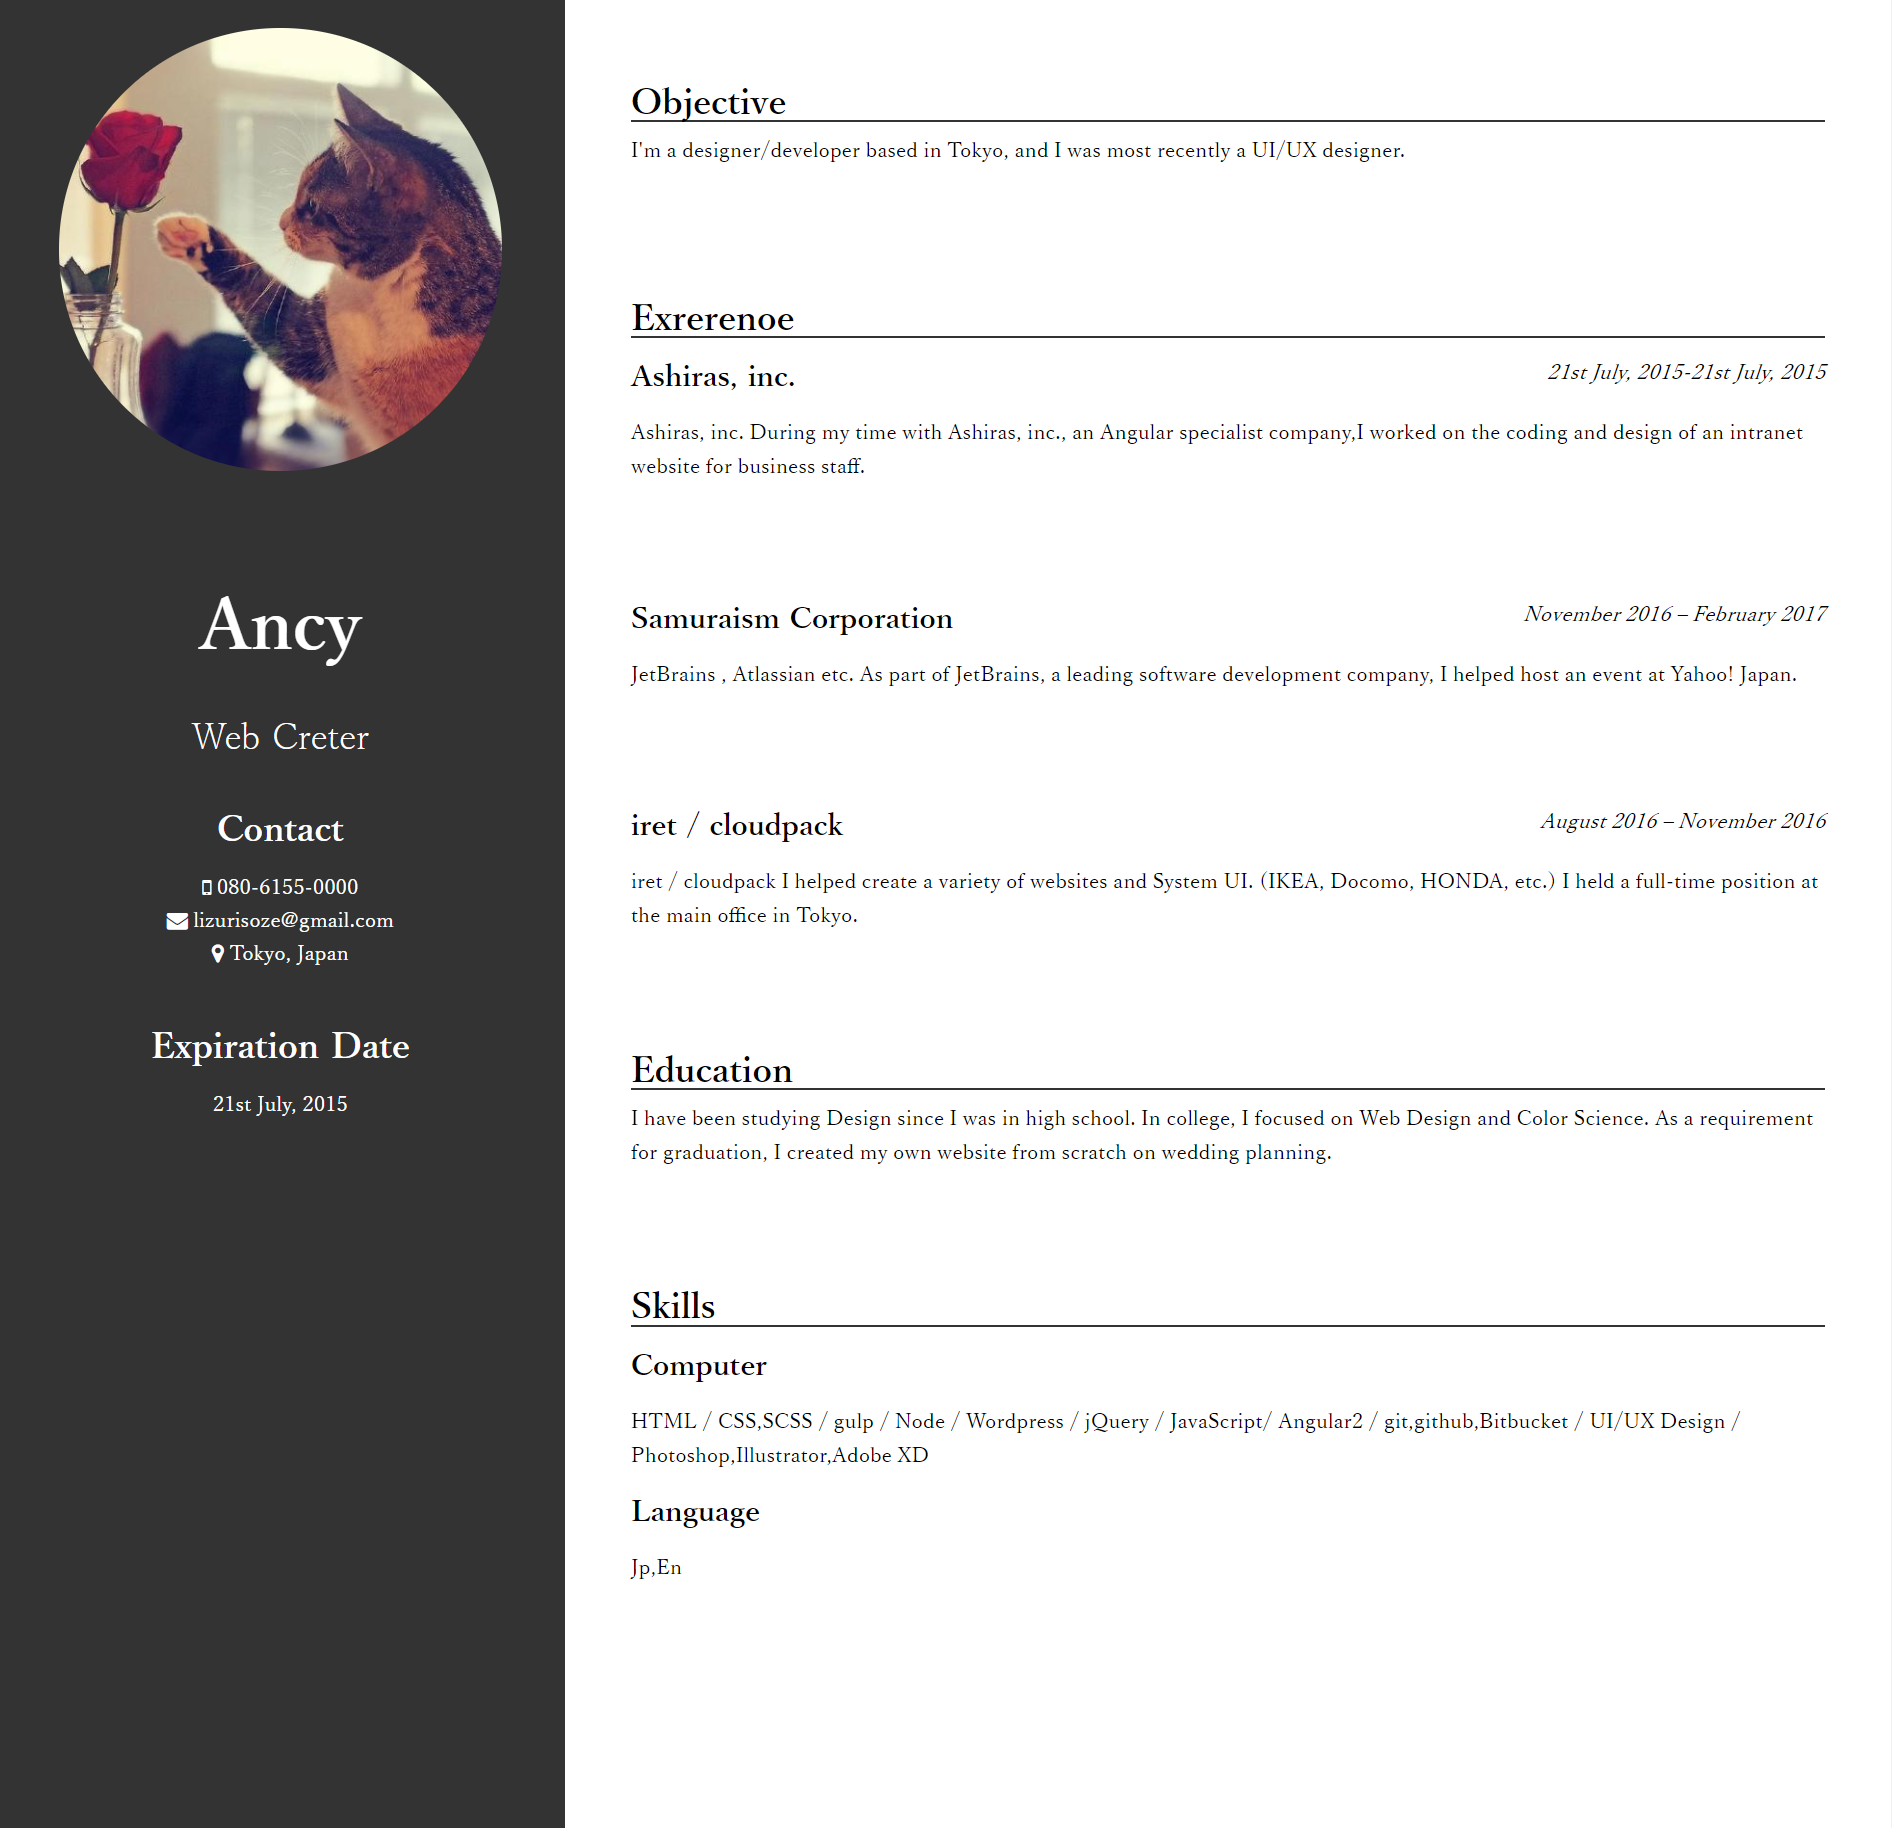 Ancy
Web Creter
Contact
080-6155-0000
lizurisoze@gmail.com
Tokyo, Japan
Expiration Date
21st July, 2015
Objective
I'm a designer/developer based in Tokyo, and I was most recently a UI/UX designer.
Exrerenoe
Ashiras, inc.
21st July, 2015-21st July, 2015
Ashiras, inc. During my time with Ashiras, inc., an Angular specialist company,I worked on the coding and design of an intranet
website for business staff.
Samuraism Corporation
November 2016 – February 2017
JetBrains , Atlassian etc. As part of JetBrains, a leading software development company, I helped host an event at Yahoo! Japan.
iret / cloudpack
August 2016 – November 2016
iret / cloudpack I helped create a variety of websites and System UI. (IKEA, Docomo, HONDA, etc.) I held a full-time position at
the main office in Tokyo.
Education
I have been studying Design since I was in high school. In college, I focused on Web Design and Color Science. As a requirement
for graduation, I created my own website from scratch on wedding planning.
Skills
Computer
HTML / CSS,SCSS / gulp / Node / Wordpress / jQuery / JavaScript/ Angular2 / git,github,Bitbucket / UI/UX Design /
Photoshop,Illustrator,Adobe XD
Language
Jp,En